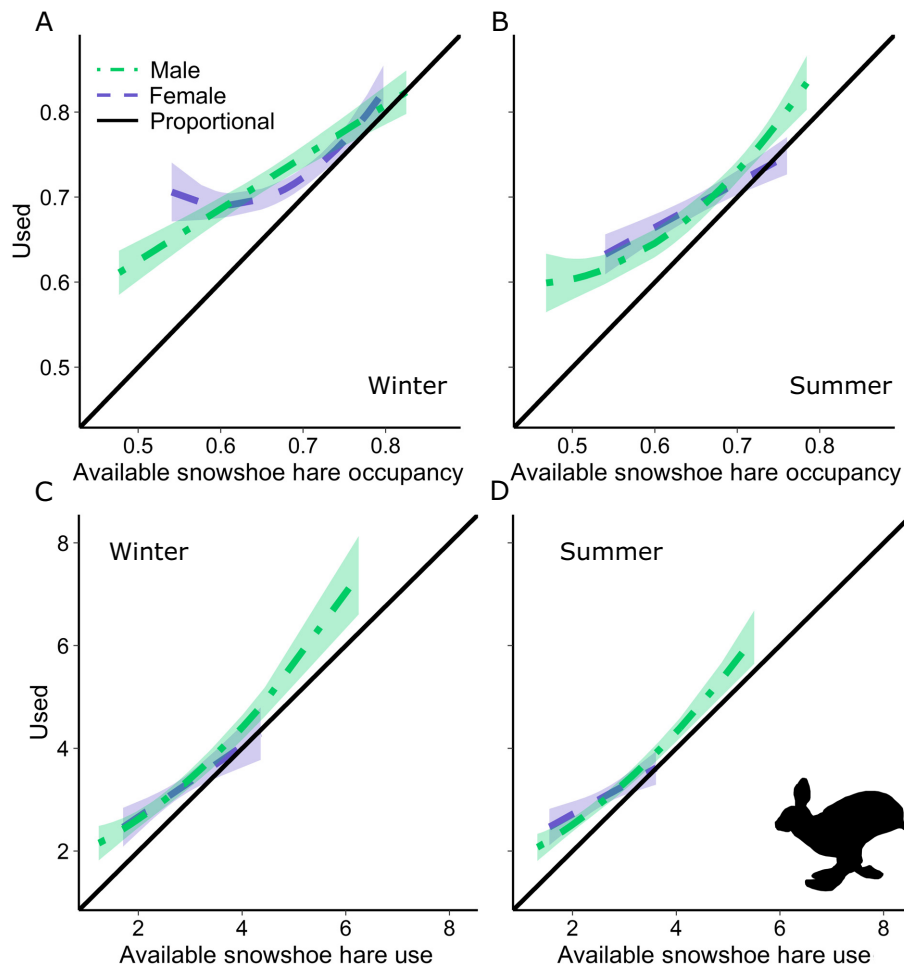 A
B
Male
Female
Proportional
Used
0.8
0.7
0.6
0.5
Winter
Summer
0.5 0.6 0.7 0.8
0.5 0.6 0.7 0.8
Available snowshoe hare occupancy
Available snowshoe hare occupancy
C
D
Winter
Summer
Used
8
6
4
2
2 4 6 8
2 4 6 8
Available snowshoe hare use
Available snowshoe hare use